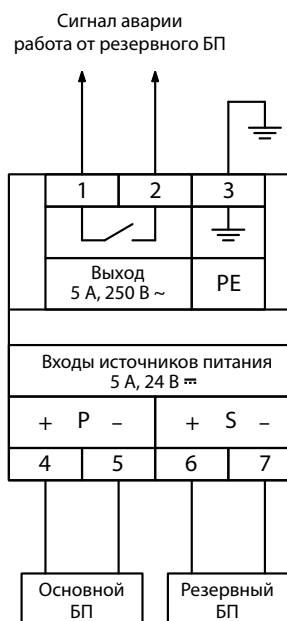 Сигнал аварии
работа от резервного БП
1 2 3
Выход
5 А, 250 В ~
PE
Входы источников питания
5 А, 24 В ⎓
+ P – + S –
4 5 6 7
Основной
БП
Резервный
БП